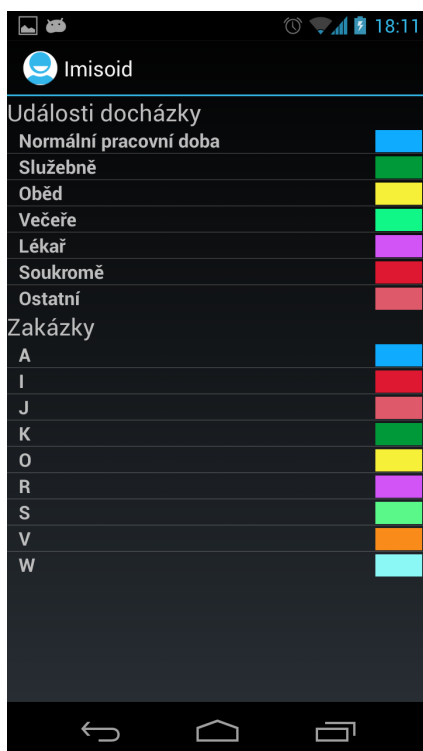 18:11
Imisoid
Události docházky
Normální pracovní doba
Služebně
Oběd
Večeře
Lékař
Soukromě
Ostatní
Zakázky
A
I
J
K
O
R
S
V
W